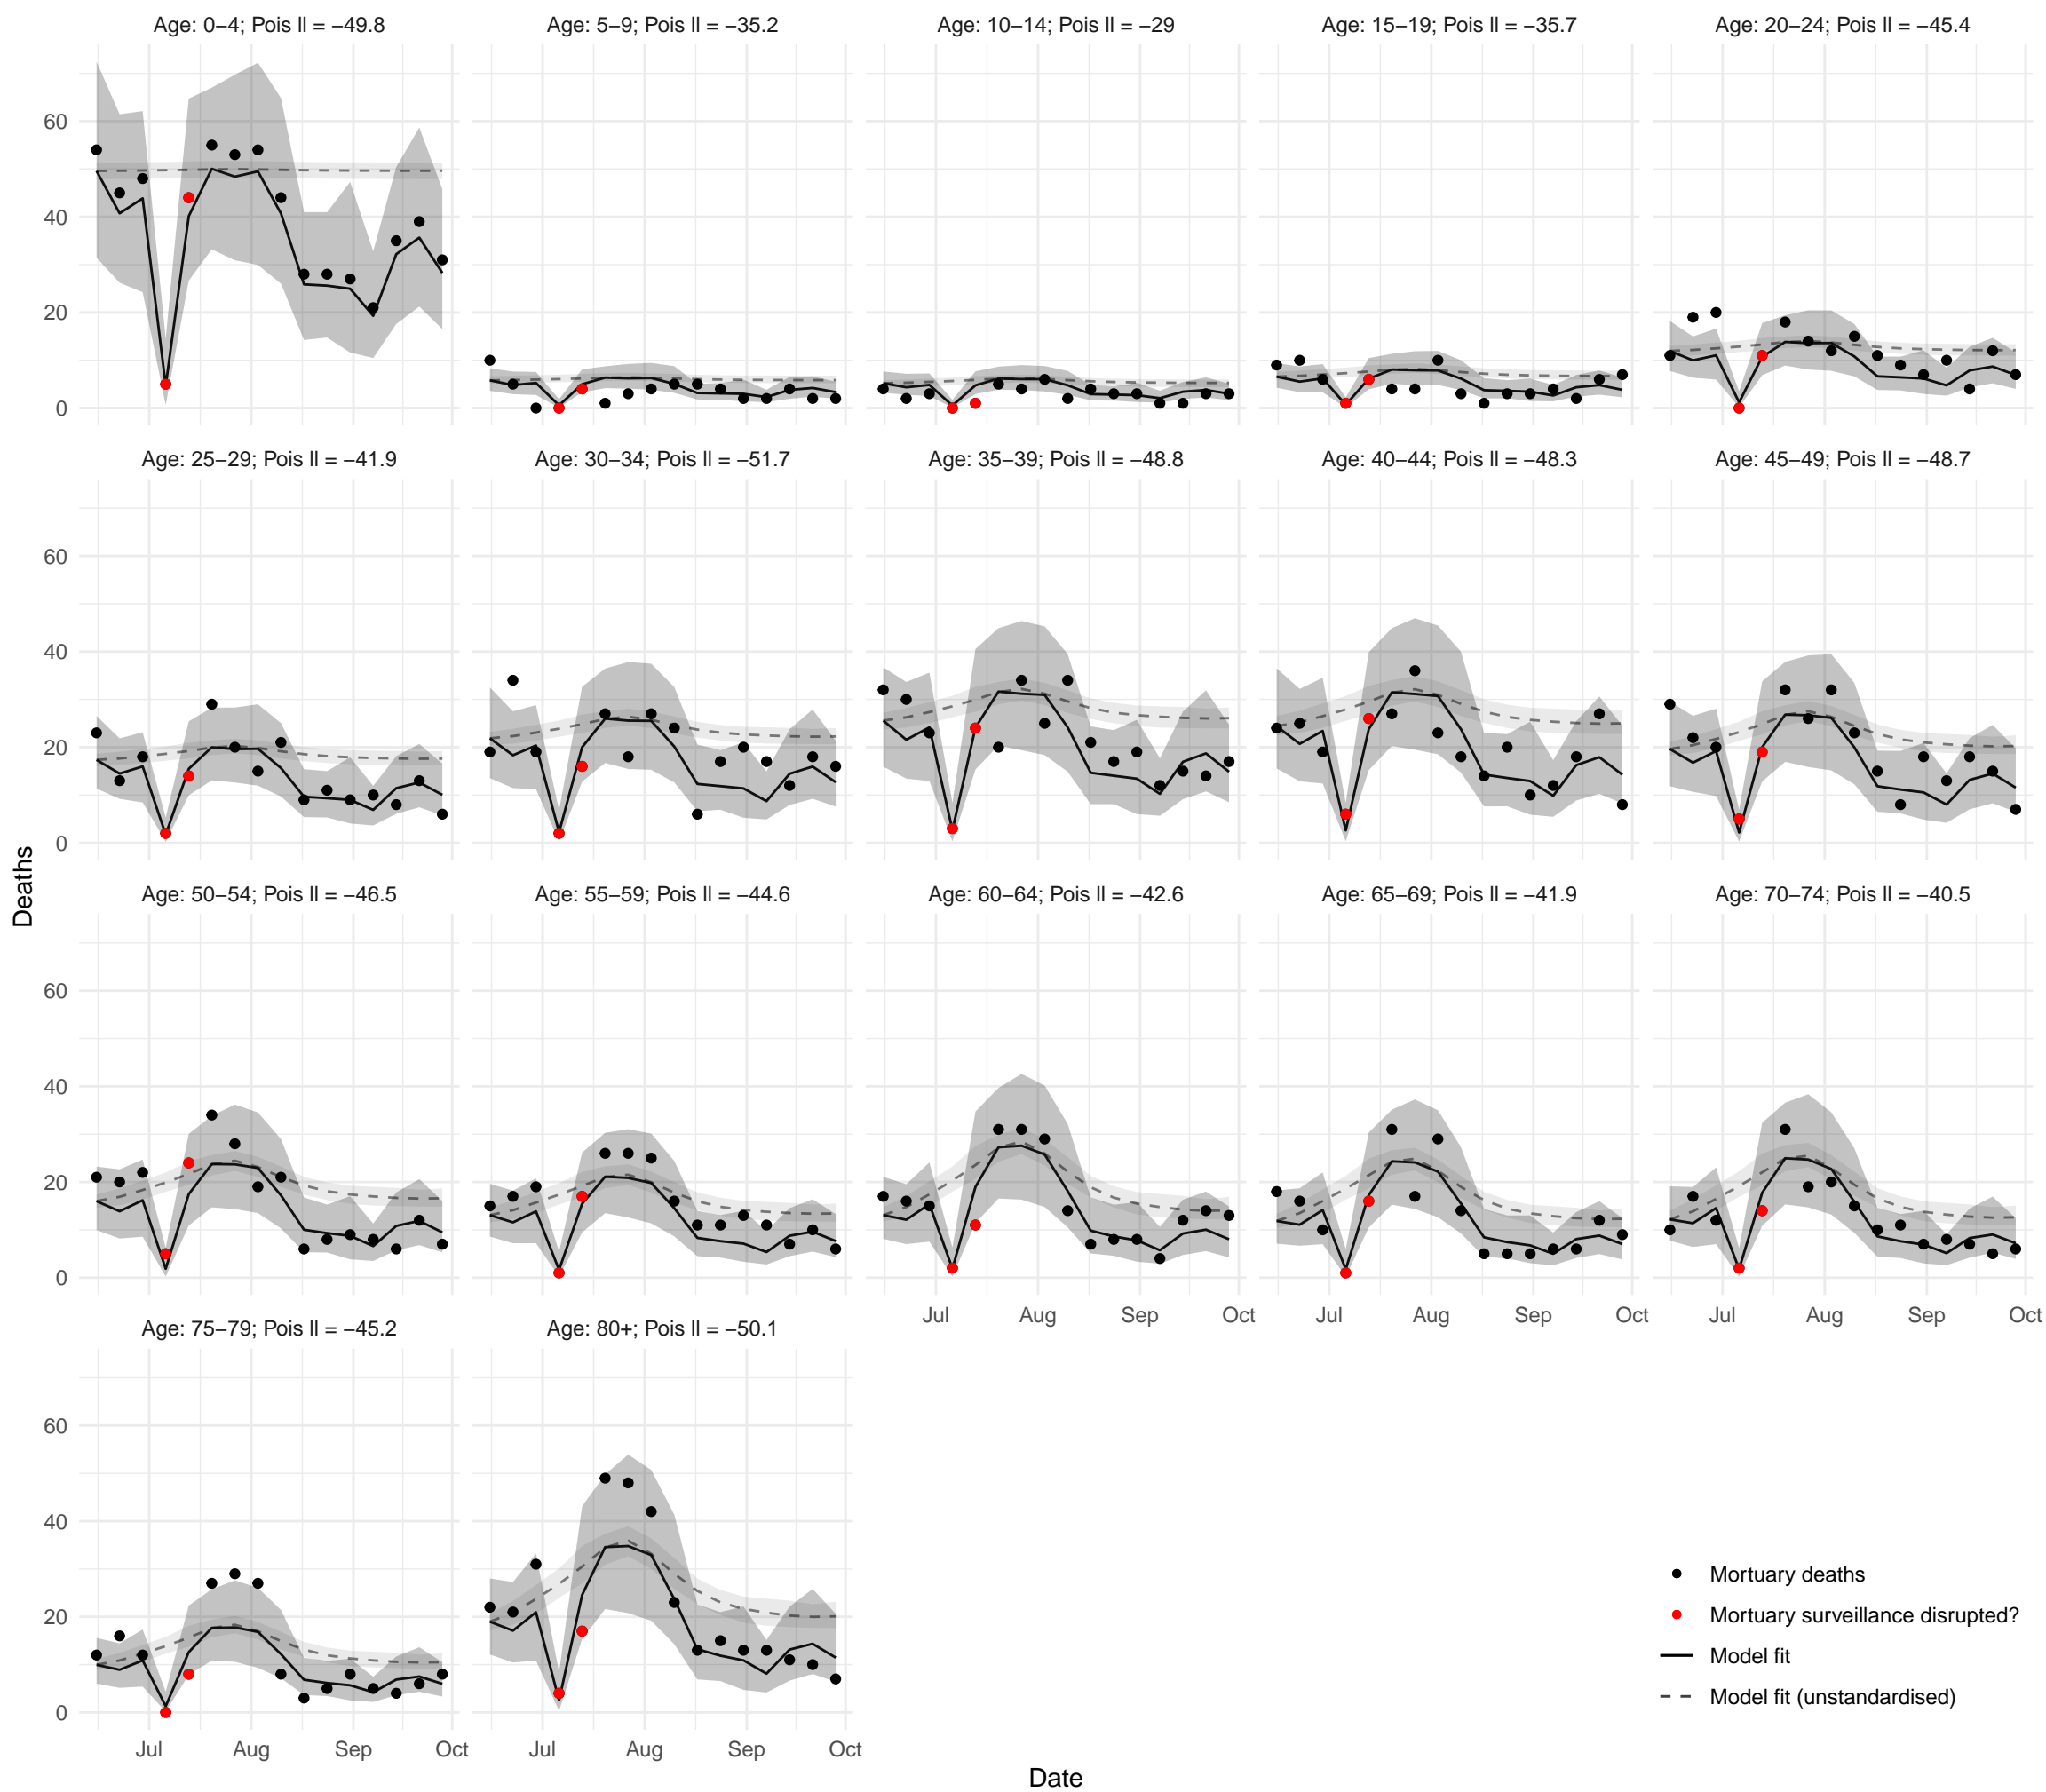 Age: 0−4; Pois ll = −49.8
Age: 5−9; Pois ll = −35.2
Age: 10−14; Pois ll = −29
Age: 15−19; Pois ll = −35.7
Age: 20−24; Pois ll = −45.4
60
40
20
0
Age: 25−29; Pois ll = −41.9
Age: 30−34; Pois ll = −51.7
Age: 35−39; Pois ll = −48.8
Age: 40−44; Pois ll = −48.3
Age: 45−49; Pois ll = −48.7
60
40
20
0
Deaths
Age: 50−54; Pois ll = −46.5
Age: 55−59; Pois ll = −44.6
Age: 60−64; Pois ll = −42.6
Age: 65−69; Pois ll = −41.9
Age: 70−74; Pois ll = −40.5
60
40
20
0
Jul Aug Sep Oct
Jul Aug Sep Oct
Jul Aug Sep Oct
Age: 75−79; Pois ll = −45.2
Age: 80+; Pois ll = −50.1
60
40
20
0
Jul Aug Sep Oct
Jul Aug Sep Oct
Mortuary deaths
Mortuary surveillance disrupted?
Model fit
Model fit (unstandardised)
Date